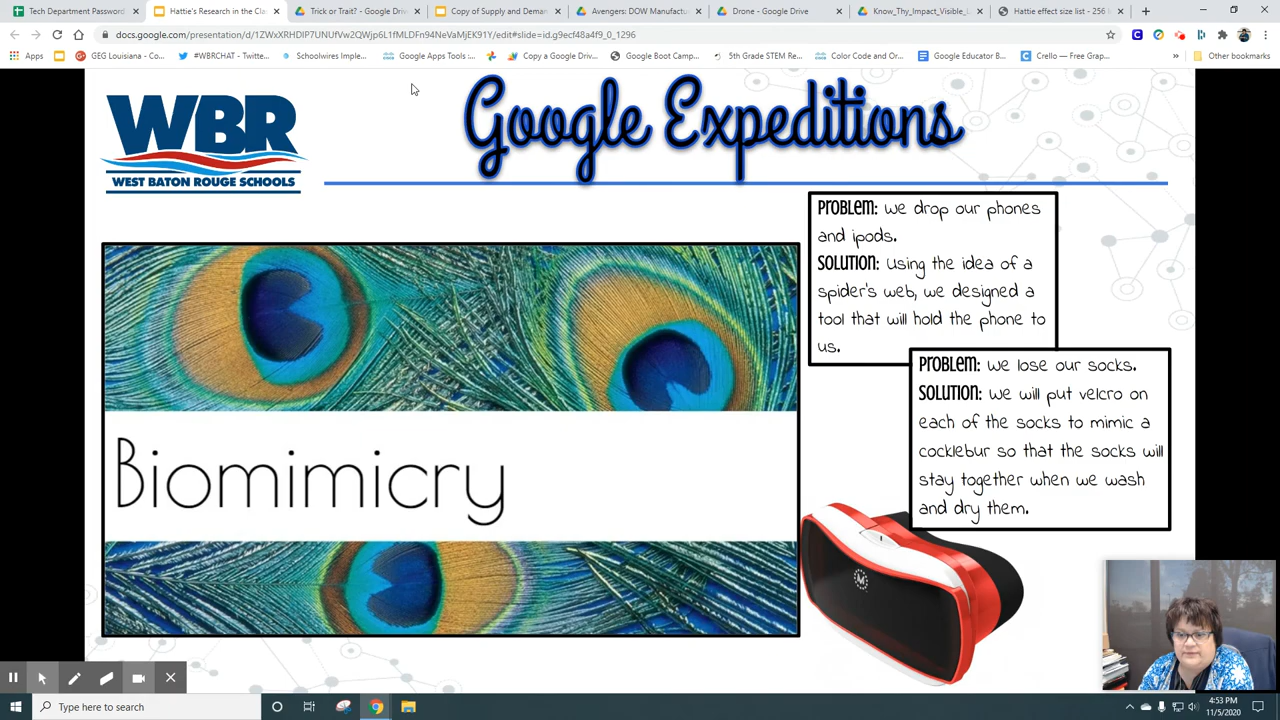 Tech Department Password
Hattie's Research in the Cla
Trick or Trait? - Google Driv
Copy of Supply and Deman
Avengers: DOW Manufactu
Drone - Google Drive
Know_Thy_Impact_Visible_L
Hattie effect size list - 256 I
docs.google.com/presentation/d/1ZWxXRHDIP7UNUfVw2QWjp6L1fMLDFn94NeVaMjEK91Y/edit#slide=id.g9ecf48a4f9_0_1296
Apps
GEG Louisiana - Co...
#WBRCHAT - Twitte...
Schoolwires Imple...
Google Apps Tools :...
Copy a Google Driv...
Google Boot Camp...
5th Grade STEM Re...
Color Code and Or...
Google Educator B...
Crello — Free Grap...
»
Other bookmarks
WBR
WEST BATON ROUGE SCHOOLS
Google Expeditions
Problem: We drop our phones
and ipods.
Solution: Using the idea of a
spider's web, we designed a
tool that will hold the phone to
us.
Problem: We lose our socks.
Solution: We will put velcro on
each of the socks to mimic a
cocklebur so that the socks will
stay together when we wash
and dry them.
Biomimicry
M
Type here to search
4:53 PM
11/5/2020